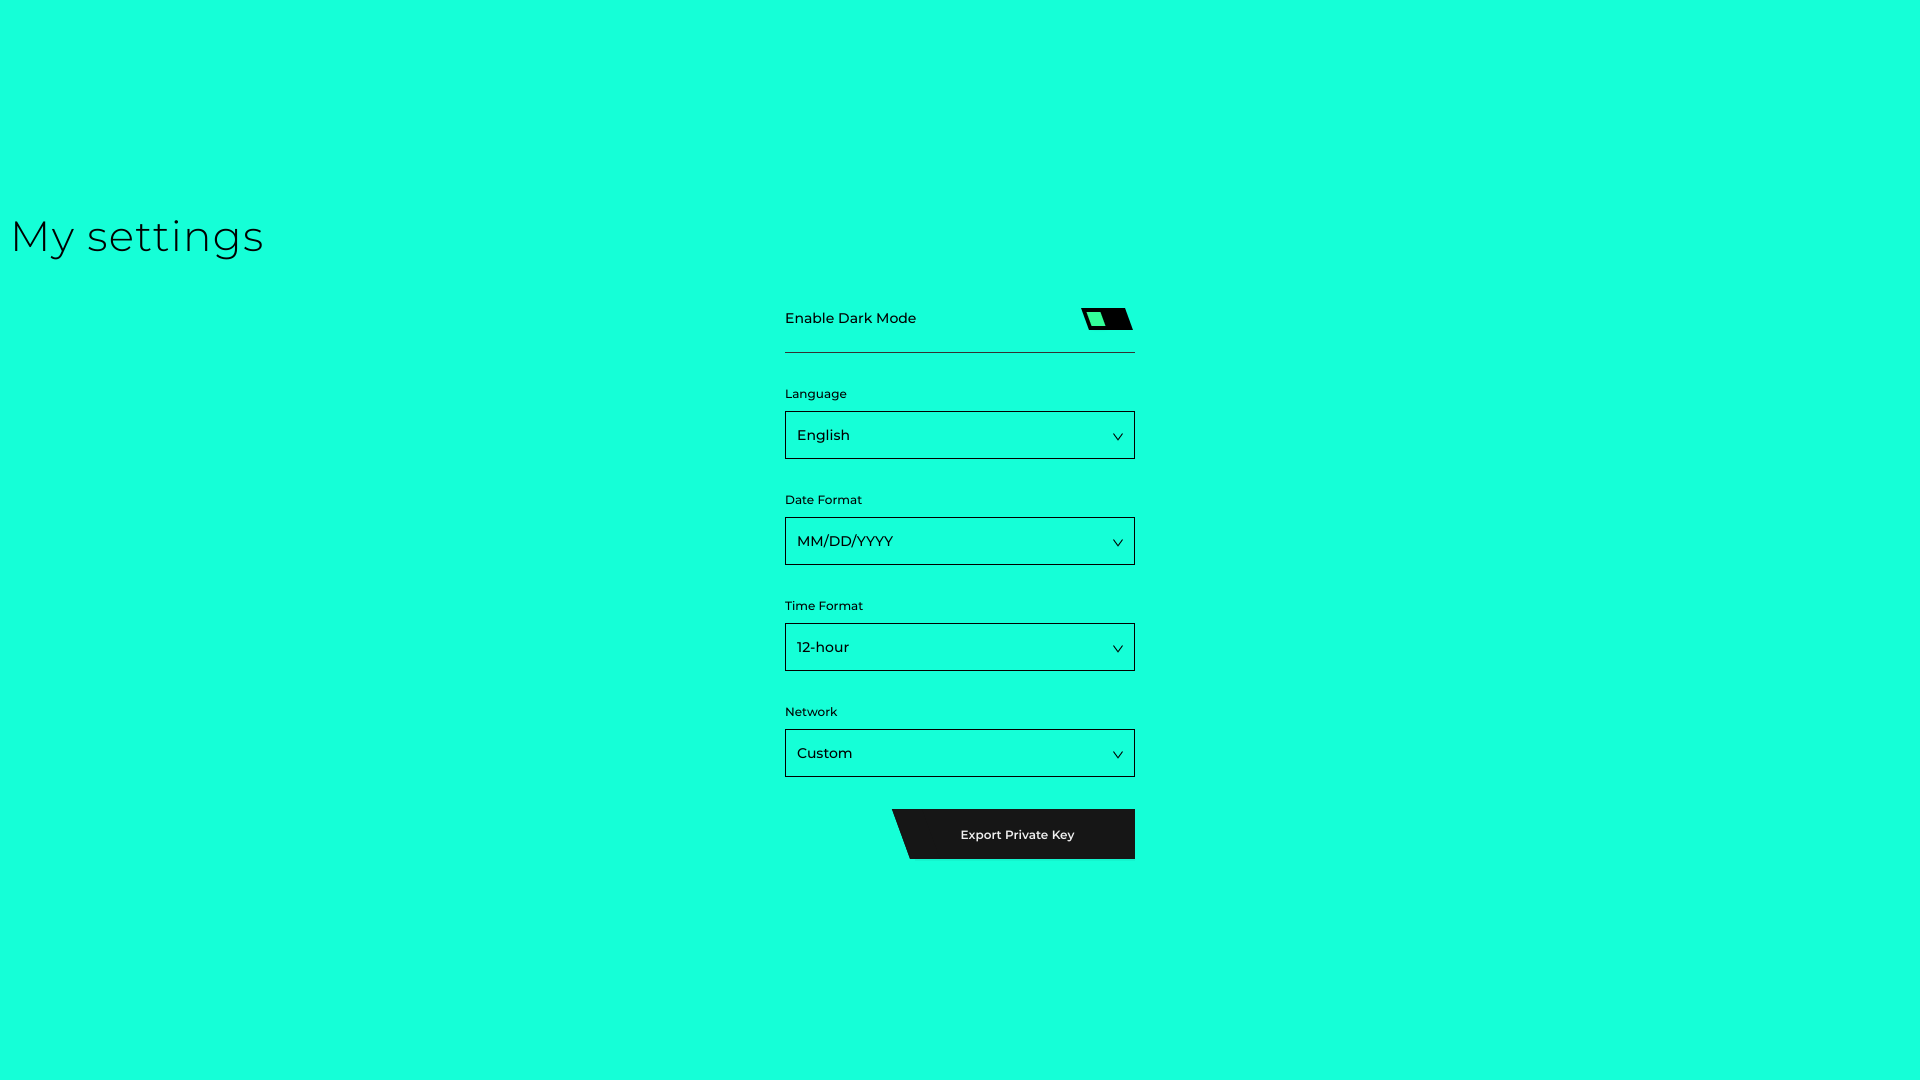 My settings
Enable Dark Mode
Language
English
Date Format
MM/DD/YYYY
Time Format
12-hour
Network
Custom
Export Private Key